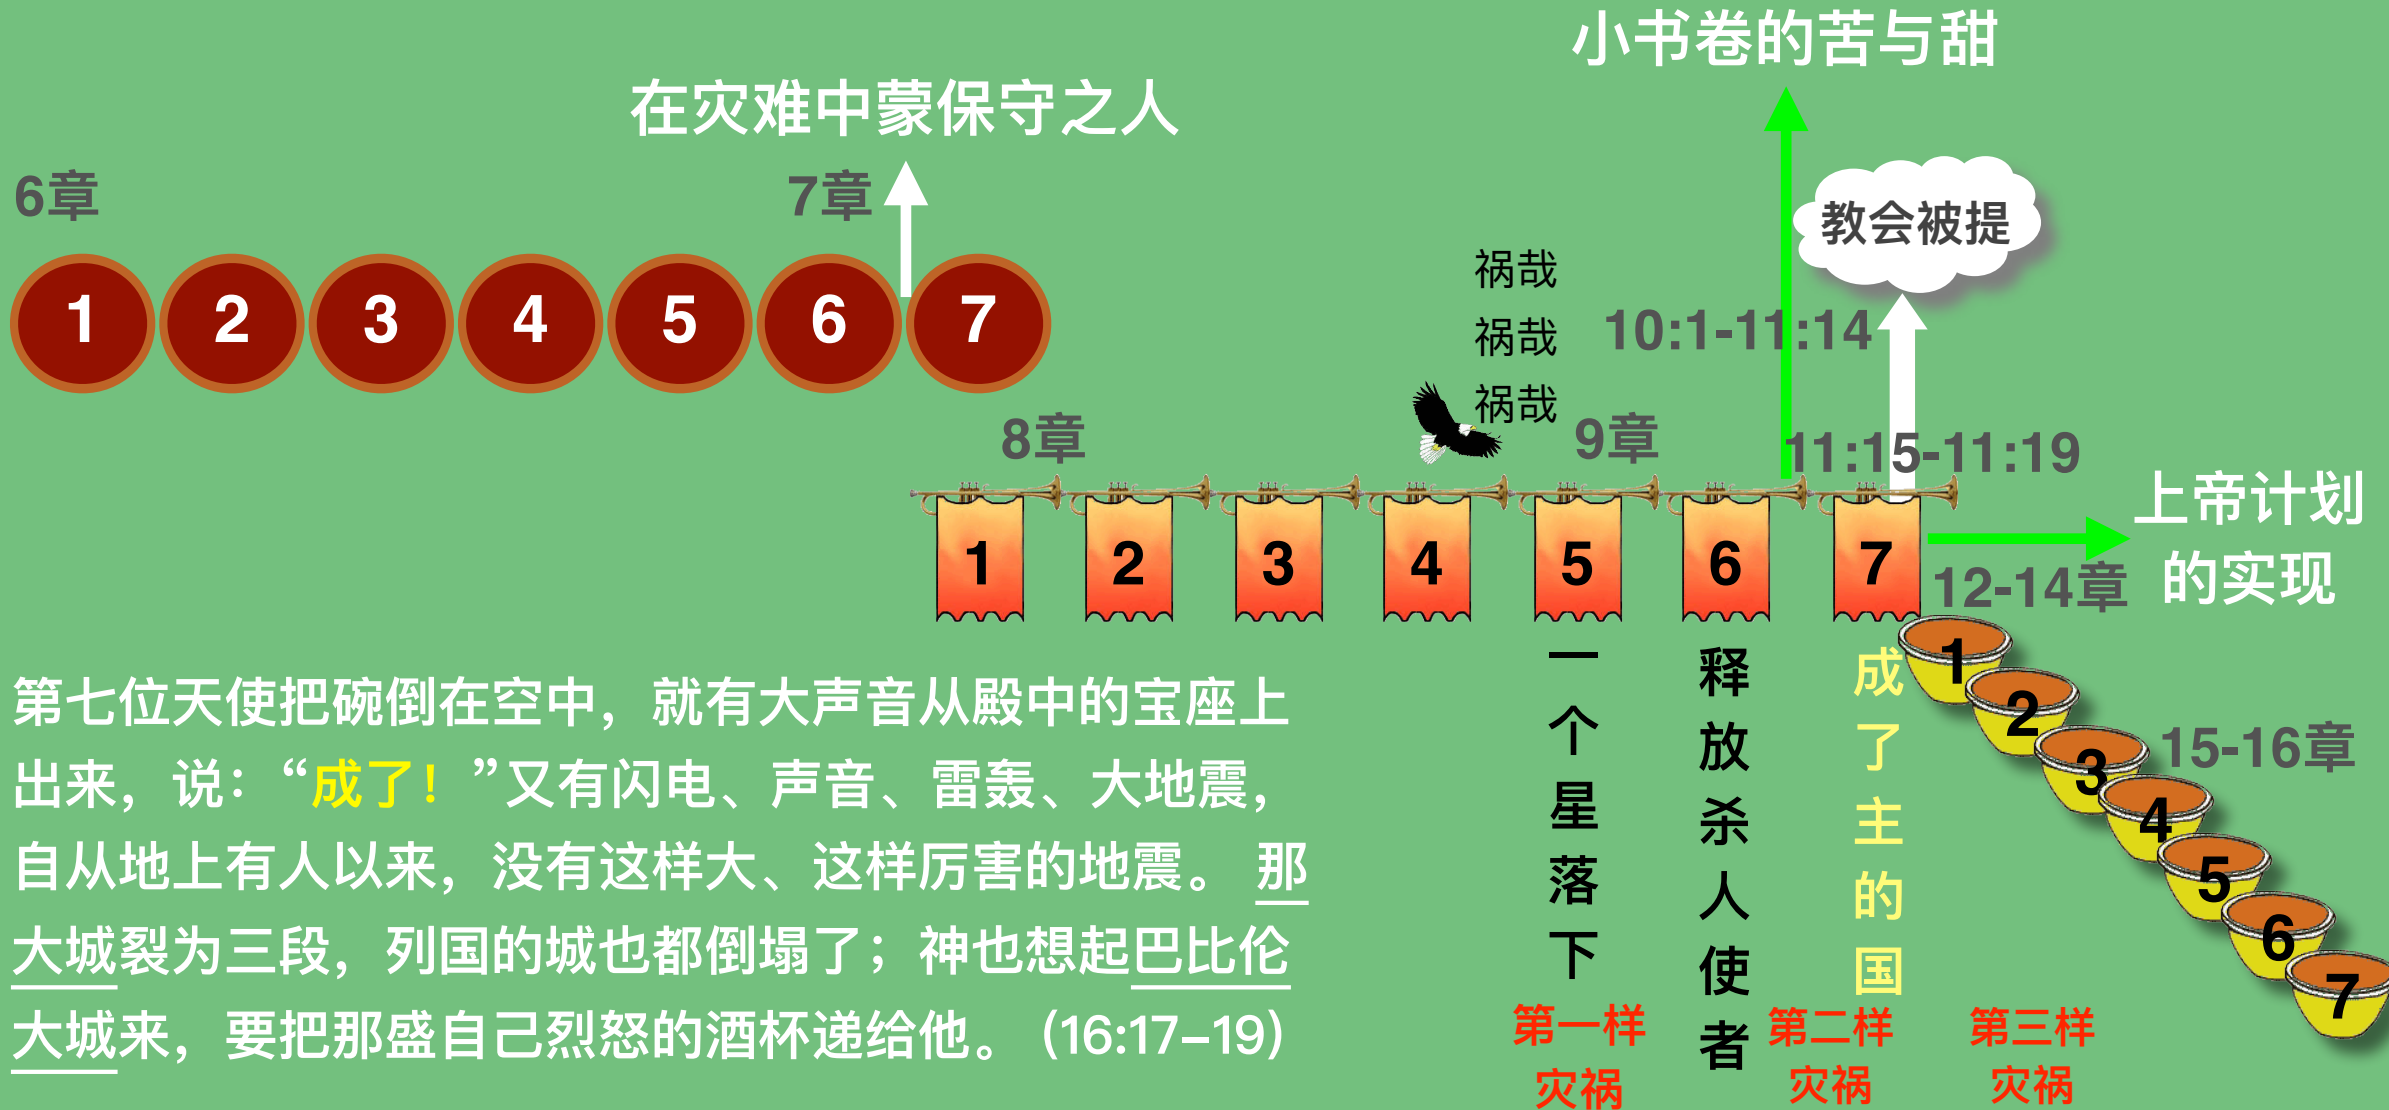 小书卷的苦与甜
在灾难中蒙保守之人
6章
7章
教会被提
1 2 3 4 5 6 7
祸哉
祸哉
祸哉
10:1-11:14
8章
9章
11:15-11:19
上帝计划
的实现
1 2 3 4 5 6 7
12-14章
一个星落下
释放杀人使者
成了主的国
1
2
3
4
5
6
7
15-16章
第七位天使把碗倒在空中，就有大声音从殿中的宝座上
出来，说：“成了！”又有闪电、声音、雷轰、大地震，
自从地上有人以来，没有这样大、这样厉害的地震。 那
大城裂为三段，列国的城也都倒塌了；神也想起巴比伦
大城来，要把那盛自己烈怒的酒杯递给他。（16:17–19）
第一样
灾祸
第二样
灾祸
第三样
灾祸